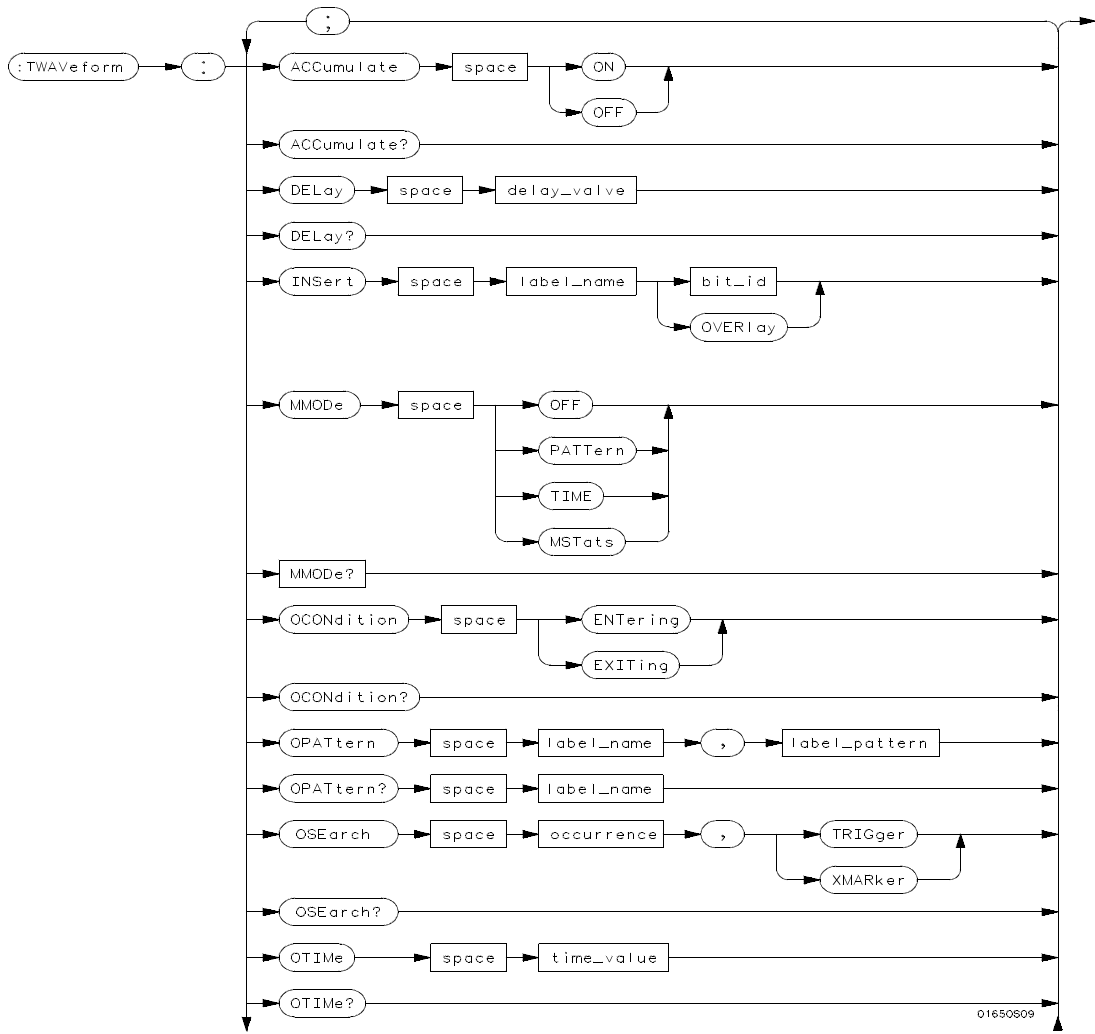 ;
:TWAVeform : ACCumulate space ON
OFF
ACCumulate?
DELay space delay_valve
DELay?
INSert space label_name bit_id
OVERlay
MMODe space OFF
PATTern
TIME
MSTats
MMODe?
OCONdition space ENTering
EXITing
OCONdition?
OPATtern space label_name , label_pattern
OPATtern? space label_name
OSEarch space occurrence , TRIGger
XMARker
OSEarch?
OTIMe space time_value
OTIMe?
01650S09